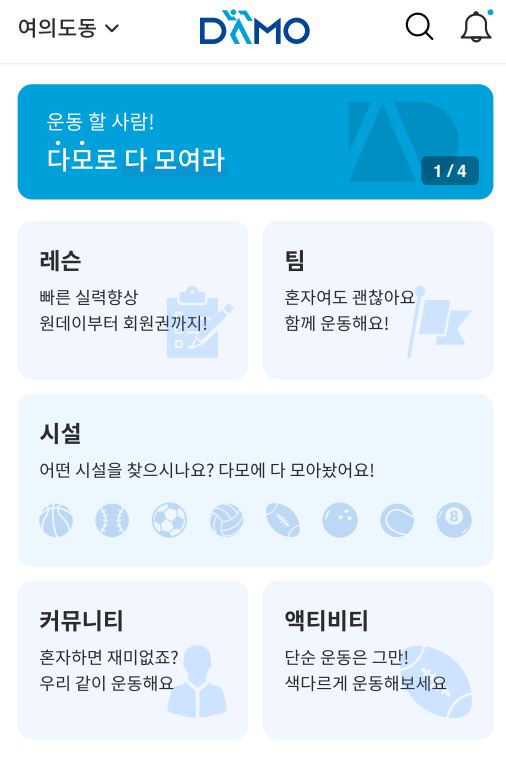 여의도동
DAMO
운동 할 사람!
다모로 다 모여라
1 / 4
레슨
빠른 실력향상
원데이부터 회원권까지!
팀
혼자여도 괜찮아요
함께 운동해요!
시설
어떤 시설을 찾으시나요? 다모에 다 모아놨어요!
8
커뮤니티
혼자하면 재미없죠?
우리 같이 운동해요
액티비티
단순 운동은 그만!
색다르게 운동해보세요